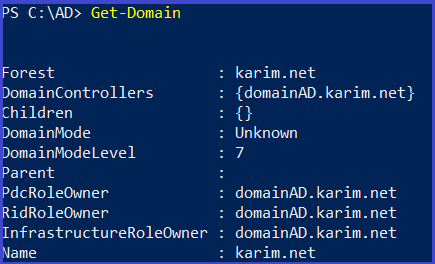 PS C:\AD> Get-Domain
Forest : karim.net
DomainControllers : {domainAD.karim.net}
Children : {}
DomainMode : Unknown
DomainModeLevel : 7
Parent :
PdcRoleOwner : domainAD.karim.net
RidRoleOwner : domainAD.karim.net
InfrastructureRoleOwner : domainAD.karim.net
Name : karim.net